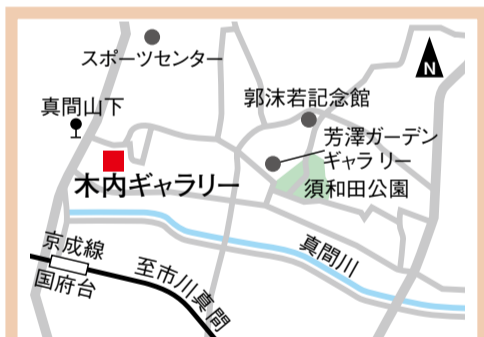 スポーツセンター
N
真間山下
郭沫若記念館
芳澤ガーデン
ギャラリー
木内ギャラリー
須和田公園
真間川
京成線
国府台
至市川真間